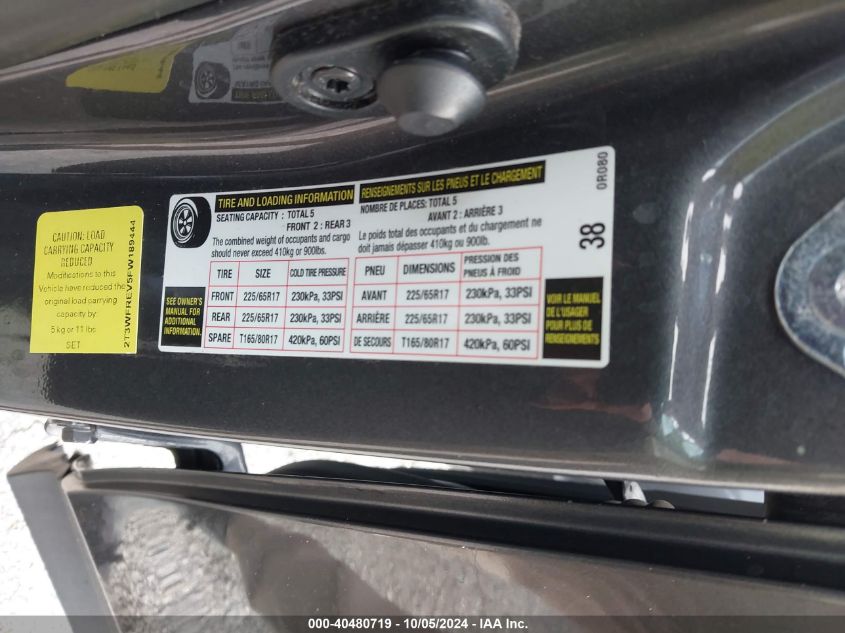 CAUTION: LOAD
CARRYING CAPACITY
REDUCED
Modifications to this
Vehicle have reduced the
original load carrying
capacity by:
5 kg or 11 lbs
SET
2T3WFREV5FW189444
TIRE AND LOADING INFORMATION
SEATING CAPACITY : TOTAL 5
FRONT 2 : REAR 3
The combined weight of occupants and cargo
should never exceed 410kg or 900lbs.
RENSEIGNEMENTS SUR LES PNEUS ET LE CHARGEMENT
NOMBRE DE PLACES: TOTAL 5
AVANT 2 : ARRIÈRE 3
Le poids total des occupants et du chargement ne
doit jamais dépasser 410kg ou 900lb.
SEE OWNER'S
MANUAL FOR
ADDITIONAL
INFORMATION.
TIRE SIZE COLD TIRE PRESSURE
FRONT 225/65R17 230kPa, 33PSI
REAR 225/65R17 230kPa, 33PSI
SPARE T165/80R17 420kPa, 60PSI
PNEU DIMENSIONS PRESSION DES
PNEUS À FROID
AVANT 225/65R17 230kPa, 33PSI
ARRIÈRE 225/65R17 230kPa, 33PSI
DE SECOURS T165/80R17 420kPa, 60PSI
VOIR LE MANUEL
DE L'USAGER
POUR PLUS DE
RENSEIGNEMENTS
38
0R080
000-40480719 - 10/05/2024 - IAA Inc.